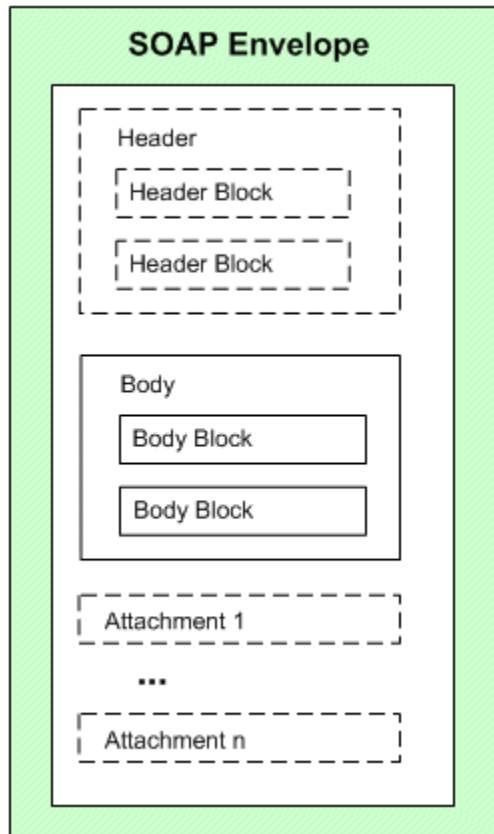 SOAP Envelope
Header
Header Block
Header Block
Body
Body Block
Body Block
Attachment 1
...
Attachment n